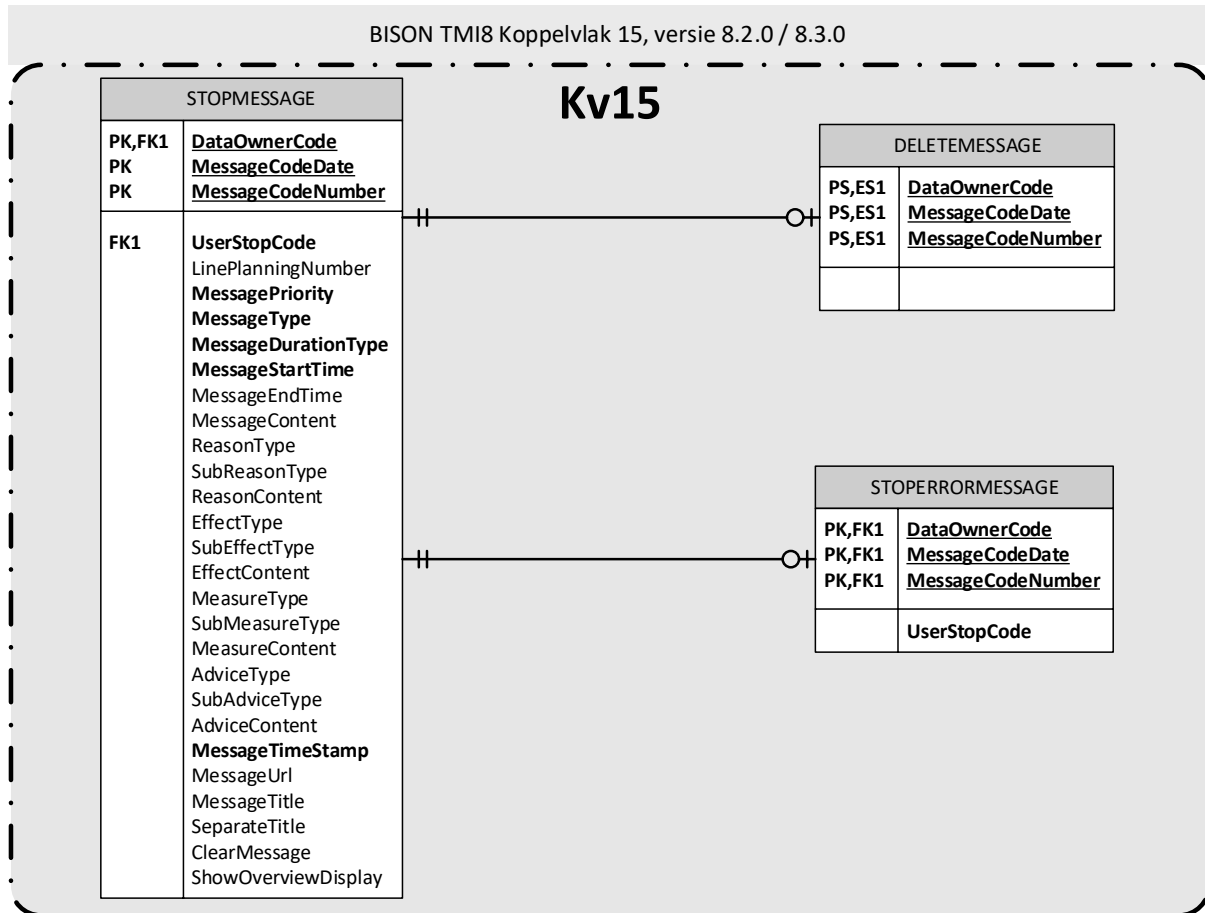 BISON TMI8 Koppelvlak 15, versie 8.2.0 / 8.3.0
Kv15
STOPMESSAGE
PK,FK1 DataOwnerCode
PK MessageCodeDate
PK MessageCodeNumber
FK1 UserStopCode
LinePlanningNumber
MessagePriority
MessageType
MessageDurationType
MessageStartTime
MessageEndTime
MessageContent
ReasonType
SubReasonType
ReasonContent
EffectType
SubEffectType
EffectContent
MeasureType
SubMeasureType
MeasureContent
AdviceType
SubAdviceType
AdviceContent
MessageTimeStamp
MessageUrl
MessageTitle
SeparateTitle
ClearMessage
ShowOverviewDisplay
DELETEMESSAGE
PS,ES1 DataOwnerCode
PS,ES1 MessageCodeDate
PS,ES1 MessageCodeNumber
STOPERRORMESSAGE
PK,FK1 DataOwnerCode
PK,FK1 MessageCodeDate
PK,FK1 MessageCodeNumber
UserStopCode